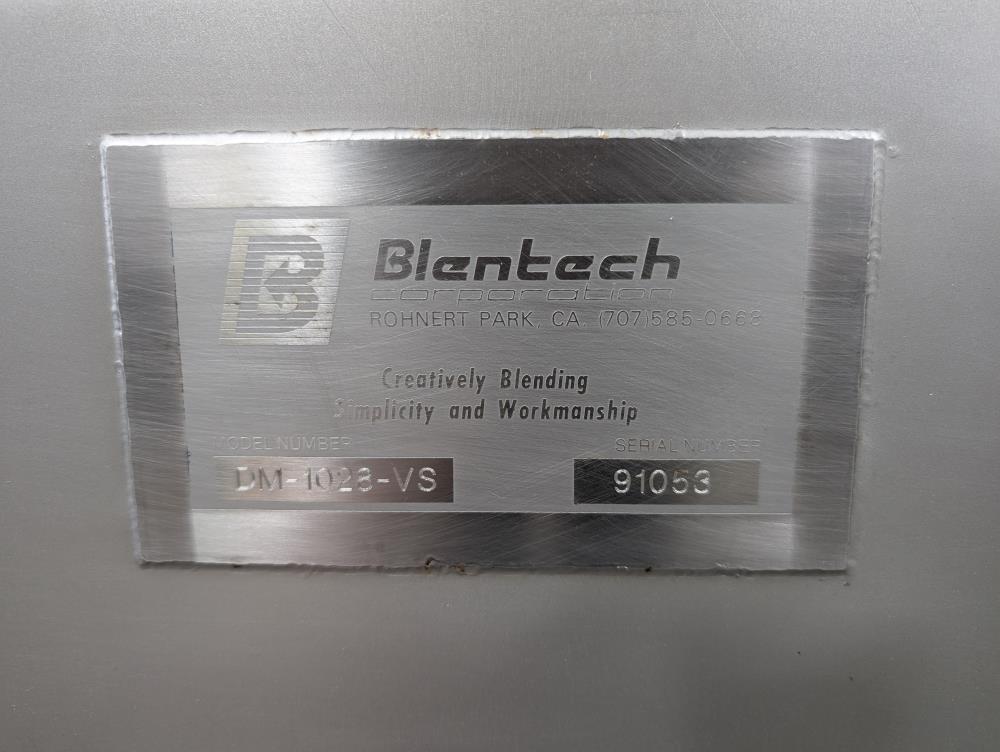 B
Blentech
corporation
ROHNERT PARK, CA. (707)585-0668
Creatively Blending
Simplicity and Workmanship
MODEL NUMBER
SERIAL NUMBER
DM-1028-VS
91053